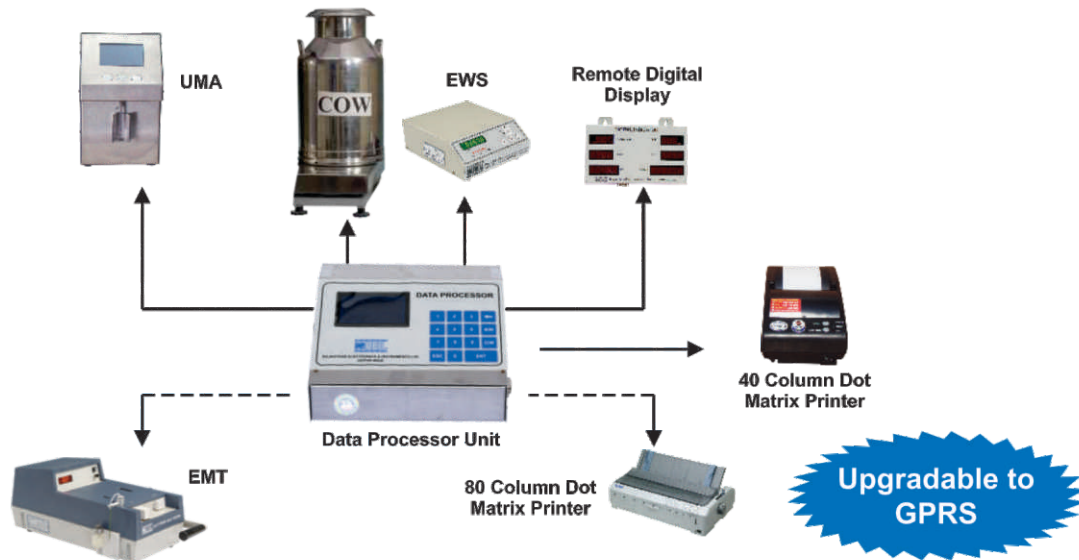 UMA
COW
EWS
Remote Digital
Display
DATA PROCESSOR
Data Processor Unit
40 Column Dot
Matrix Printer
EMT
80 Column Dot
Matrix Printer
Upgradable to
GPRS